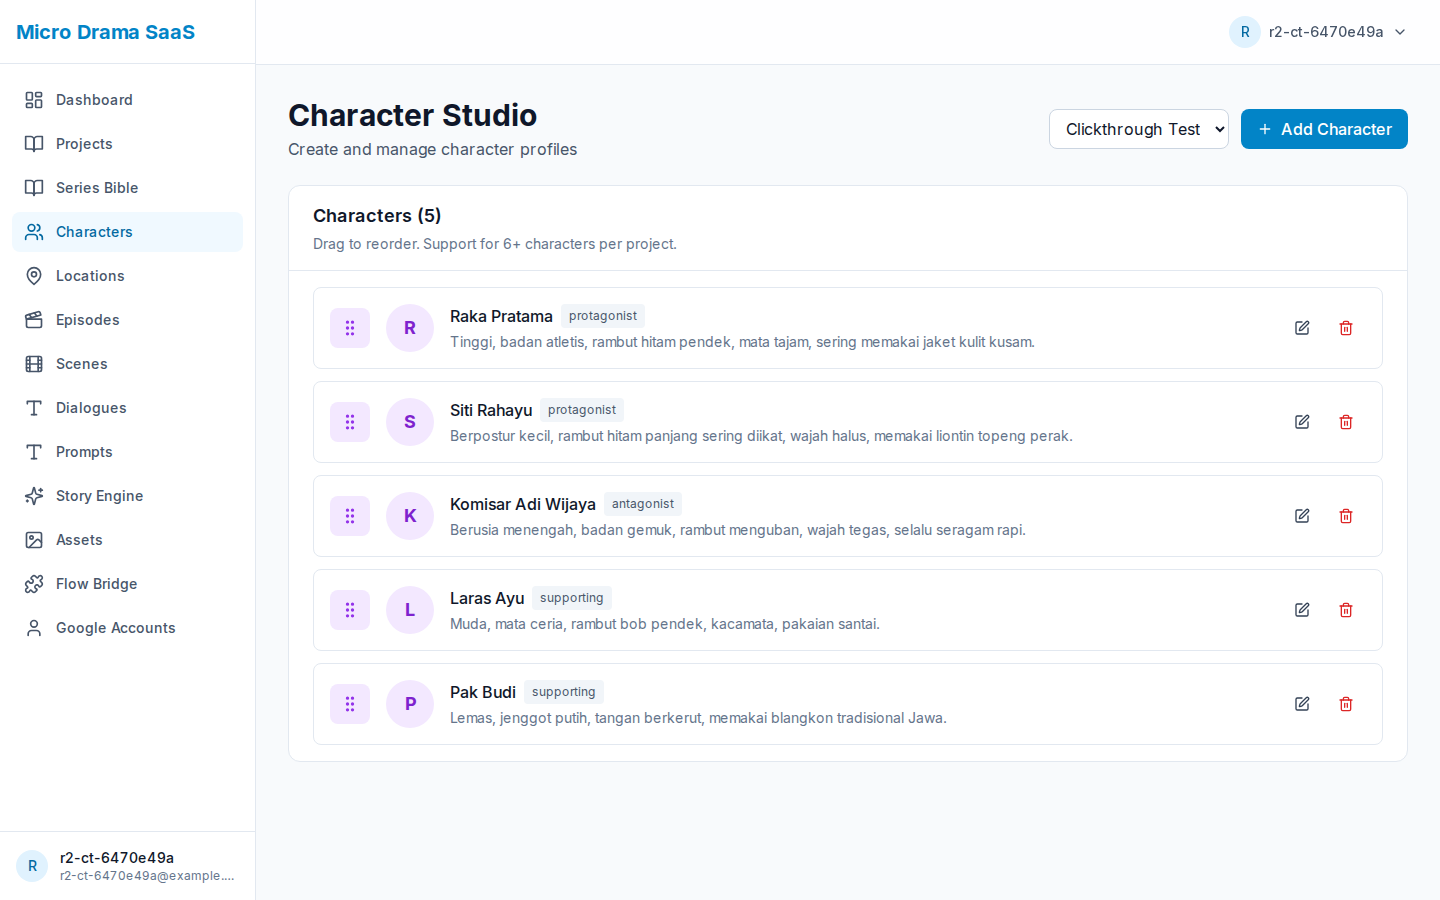 Micro Drama SaaS
Dashboard
Projects
Series Bible
Characters
Locations
Episodes
Scenes
Dialogues
Prompts
Story Engine
Assets
Flow Bridge
Google Accounts
R
r2-ct-6470e49a
r2-ct-6470e49a@example....
R r2-ct-6470e49a
Character Studio
Create and manage character profiles
Clickthrough Test
Add Character
Characters (5)
Drag to reorder. Support for 6+ characters per project.
R
Raka Pratama protagonist
Tinggi, badan atletis, rambut hitam pendek, mata tajam, sering memakai jaket kulit kusam.
S
Siti Rahayu protagonist
Berpostur kecil, rambut hitam panjang sering diikat, wajah halus, memakai liontin topeng perak.
K
Komisar Adi Wijaya antagonist
Berusia menengah, badan gemuk, rambut menguban, wajah tegas, selalu seragam rapi.
L
Laras Ayu supporting
Muda, mata ceria, rambut bob pendek, kacamata, pakaian santai.
P
Pak Budi supporting
Lemas, jenggot putih, tangan berkerut, memakai blangkon tradisional Jawa.